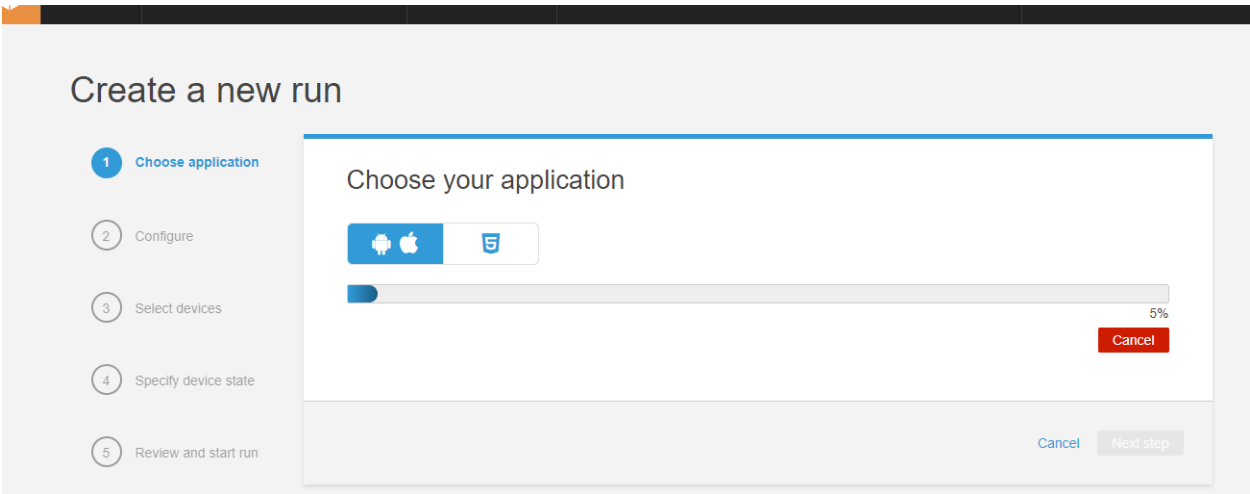 Create a new run
1 Choose application
2 Configure
3 Select devices
4 Specify device state
5 Review and start run
Choose your application
5
5%
Cancel
Cancel Next step